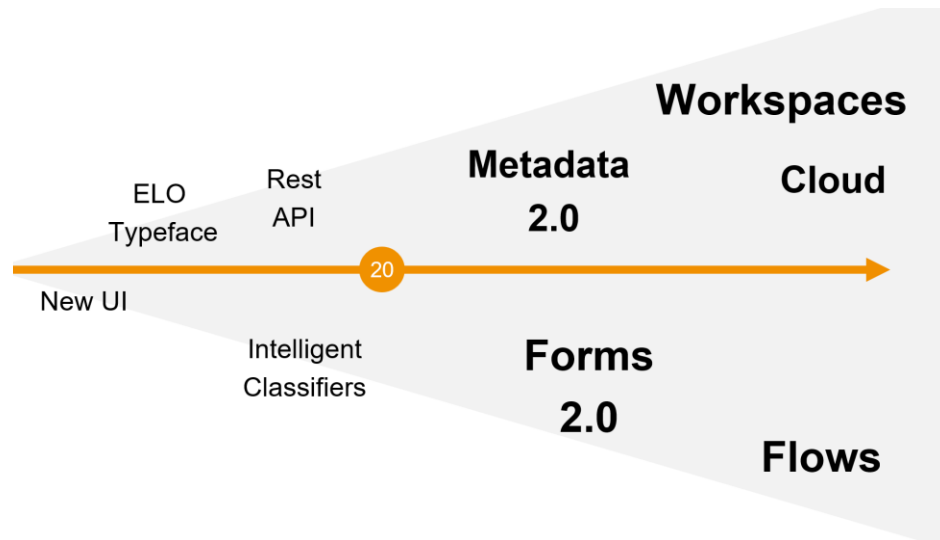 Workspaces
Metadata
2.0
Cloud
Rest
API
ELO
Typeface
20
New UI
Intelligent
Classifiers
Forms
2.0
Flows